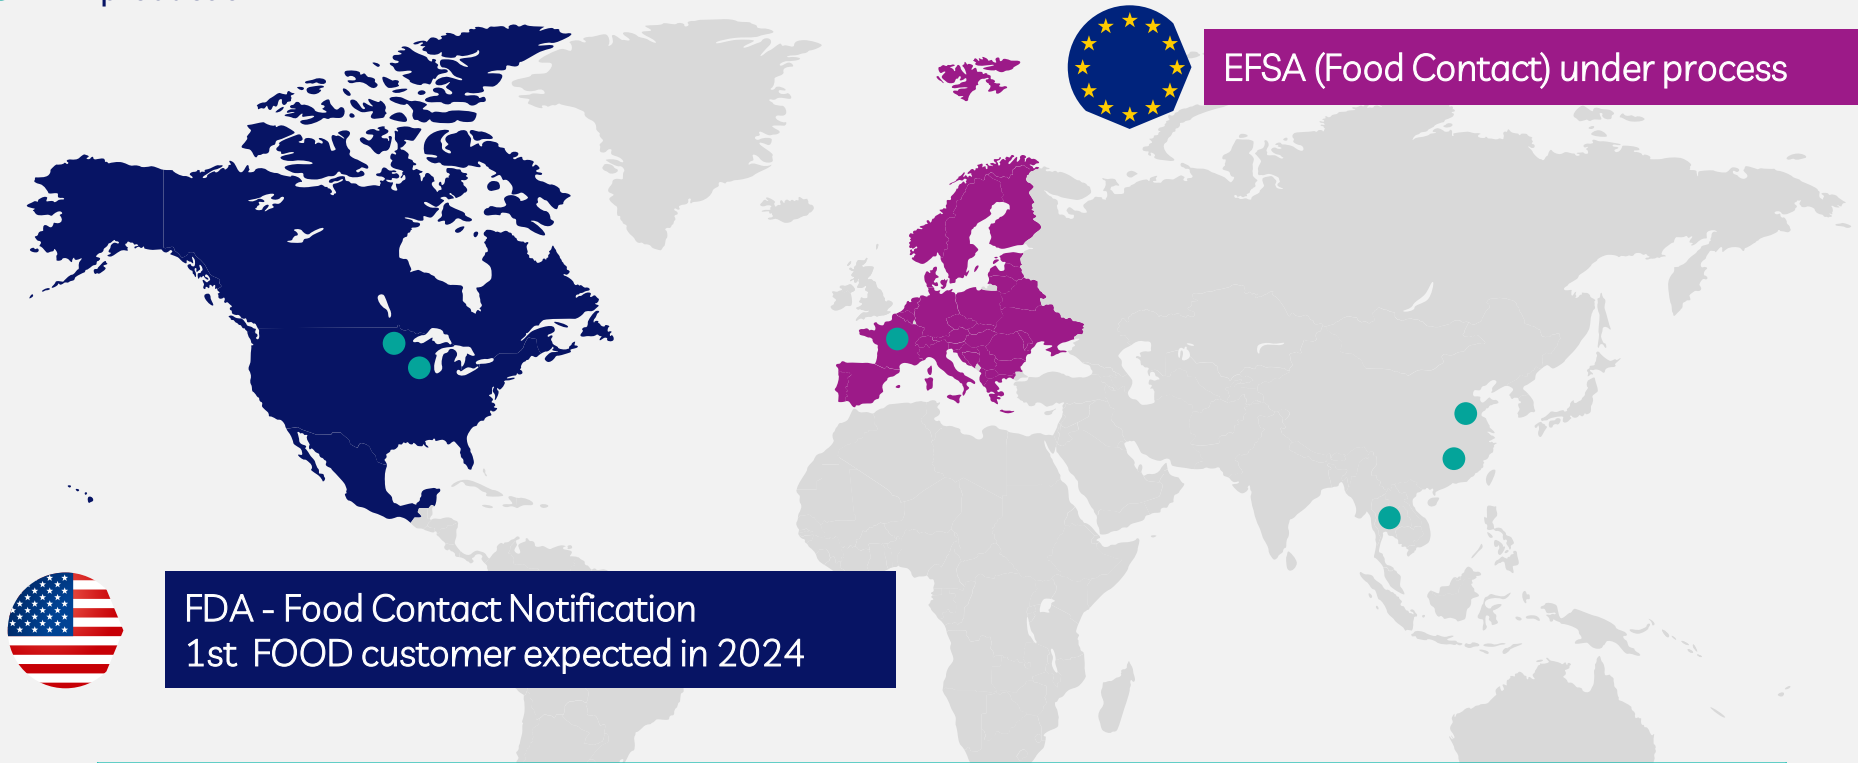 EFSA (Food Contact) under process
FDA - Food Contact Notification
1st FOOD customer expected in 2024